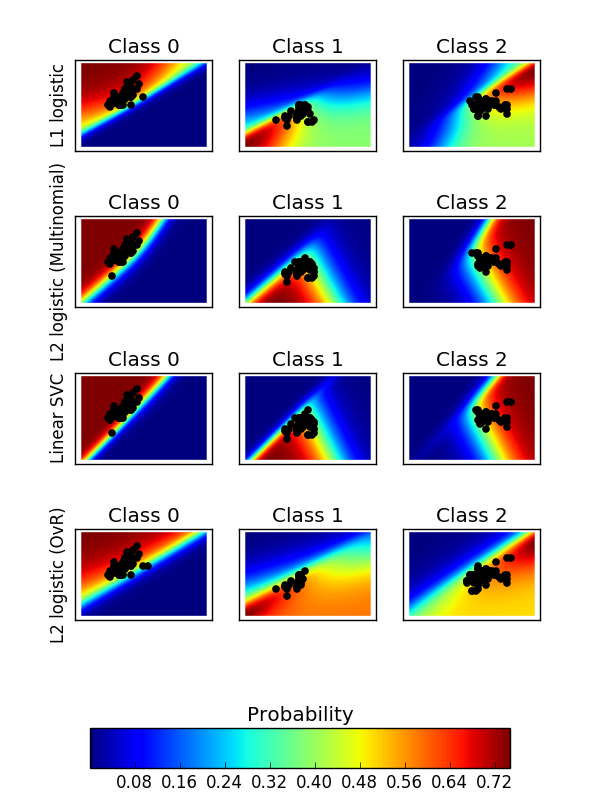 Class 0 Class 1 Class 2
L1 logistic
Class 0 Class 1 Class 2
L2 logistic (Multinomial)
Class 0 Class 1 Class 2
Linear SVC
Class 0 Class 1 Class 2
L2 logistic (OvR)
Probability
0.08 0.16 0.24 0.32 0.40 0.48 0.56 0.64 0.72